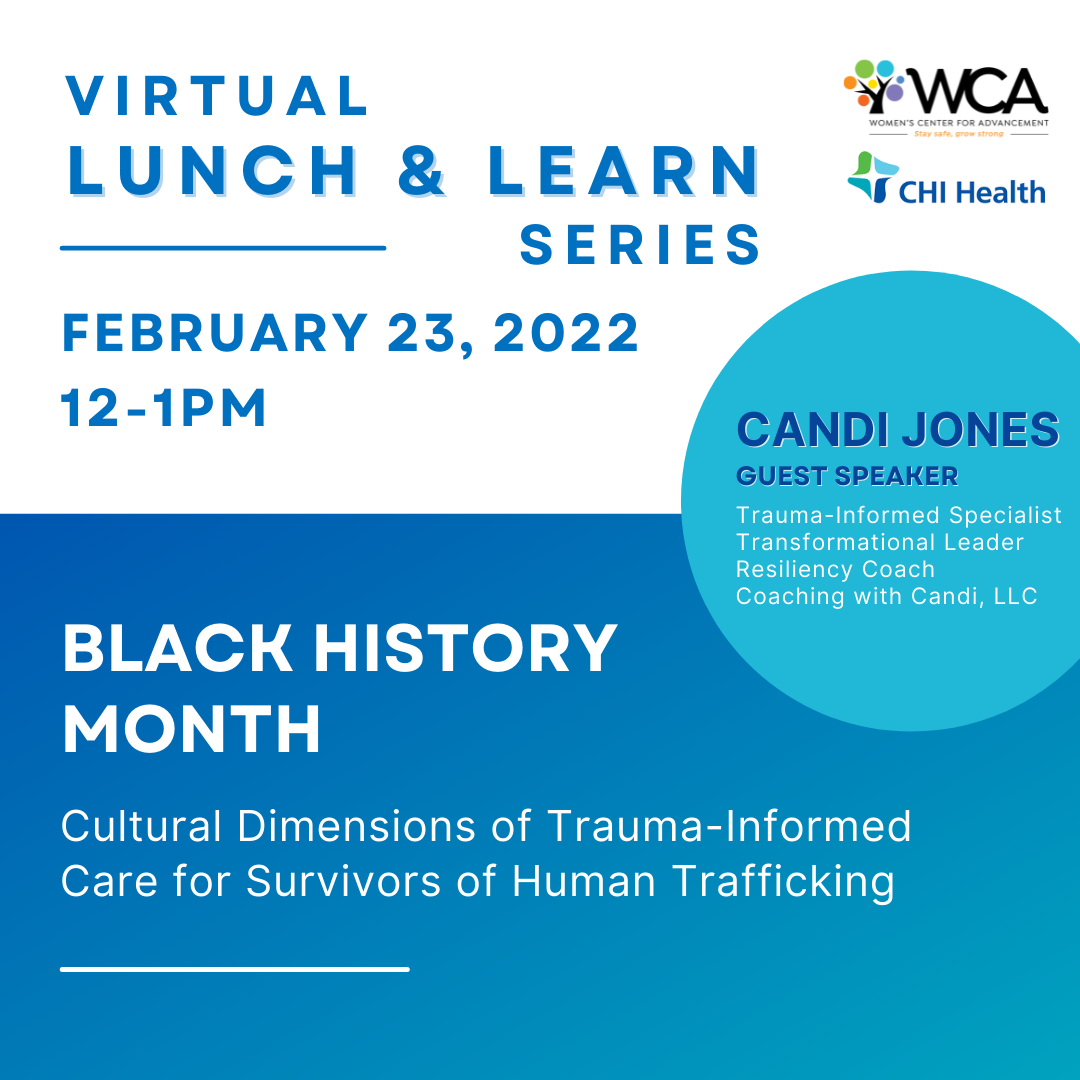 VIRTUAL
LUNCH & LEARN
SERIES
FEBRUARY 23, 2022
12-1PM
WCA
WOMEN'S CENTER FOR ADVANCEMENT
Stay safe, grow strong
CHI Health
CANDI JONES
GUEST SPEAKER
Trauma-Informed Specialist
Transformational Leader
Resiliency Coach
Coaching with Candi, LLC
BLACK HISTORY
MONTH
Cultural Dimensions of Trauma-Informed
Care for Survivors of Human Trafficking